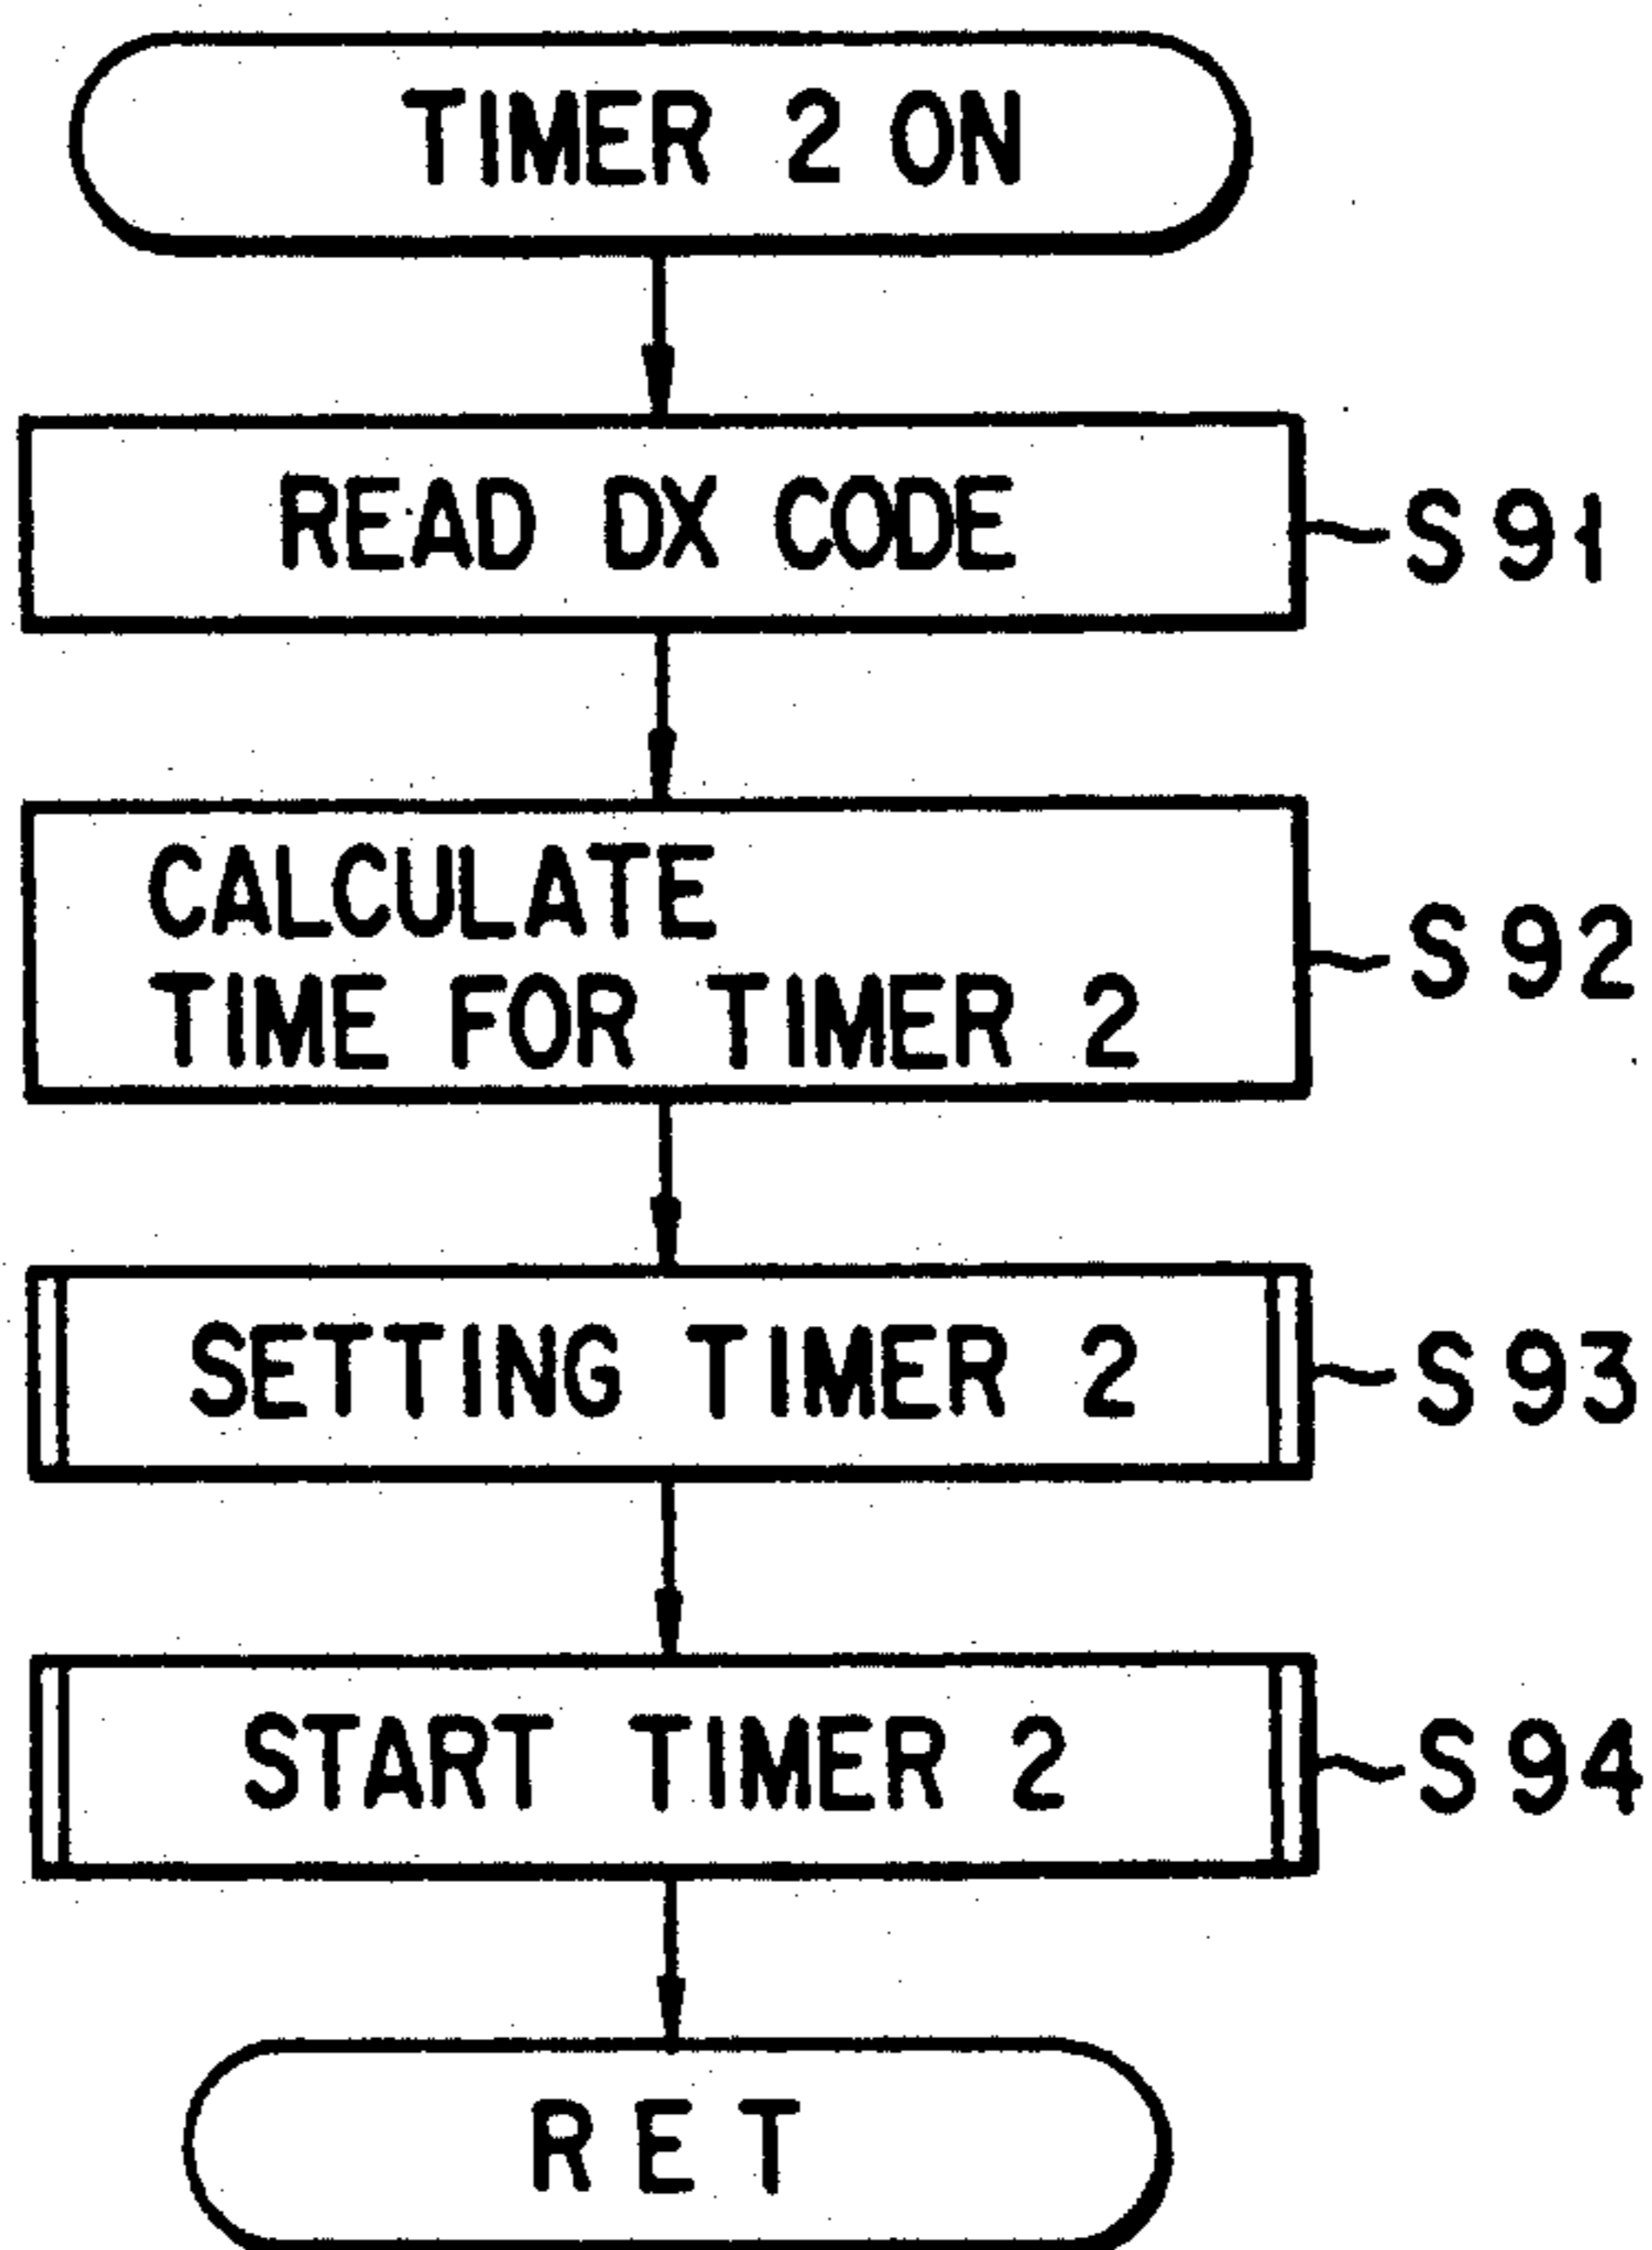 TIMER 2 ON
READ DX CODE
S91
CALCULATE
TIME FOR TIMER 2
S92
SETTING TIMER 2
S93
START TIMER 2
S94
RET